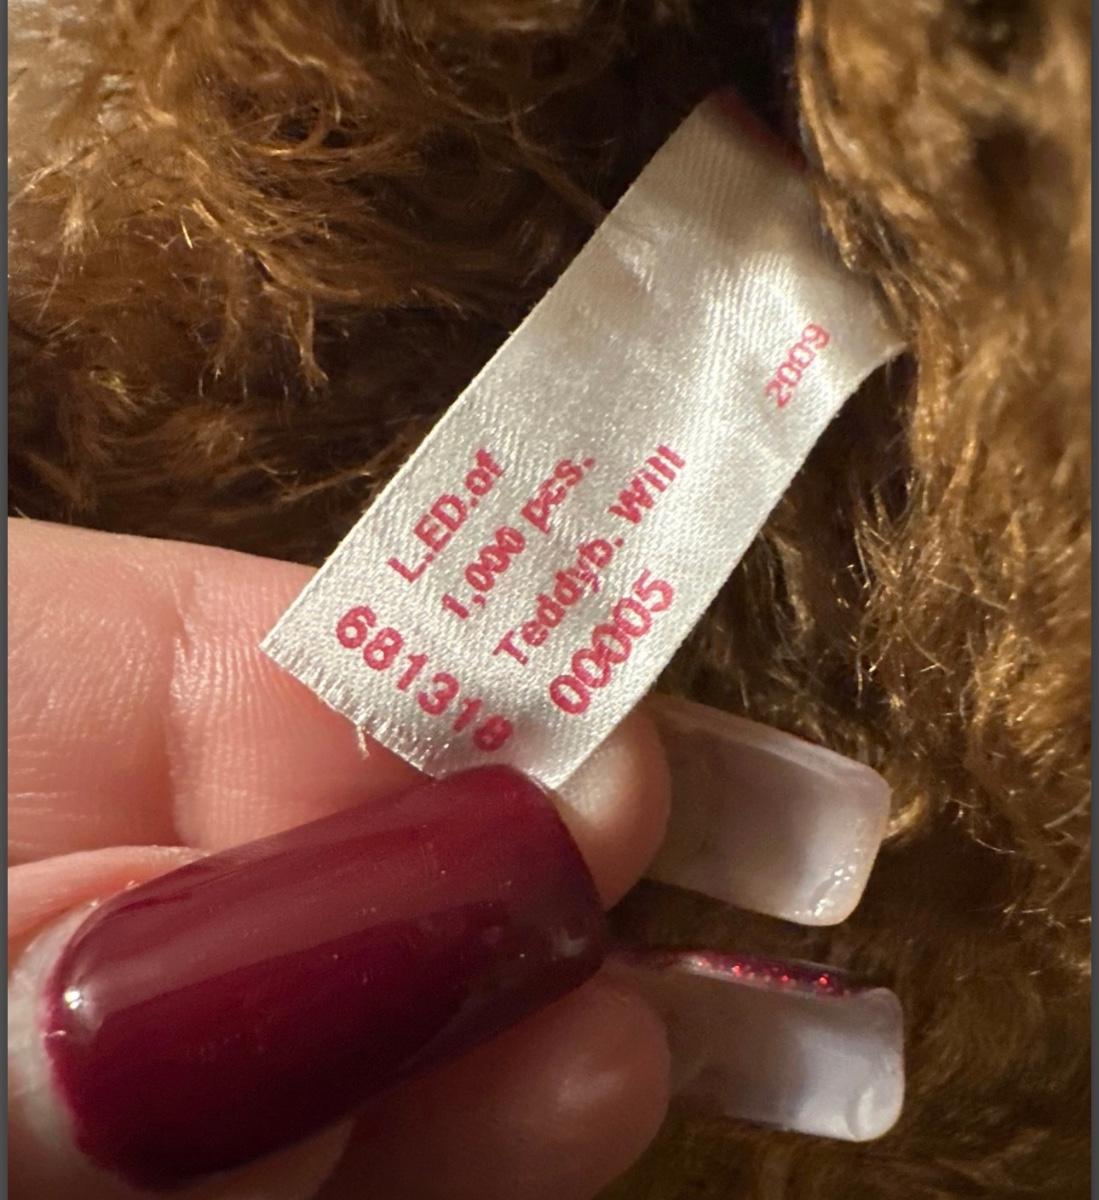 L.ED.of
1,000 pcs.
Teddyb. Will
681318
00005
2009